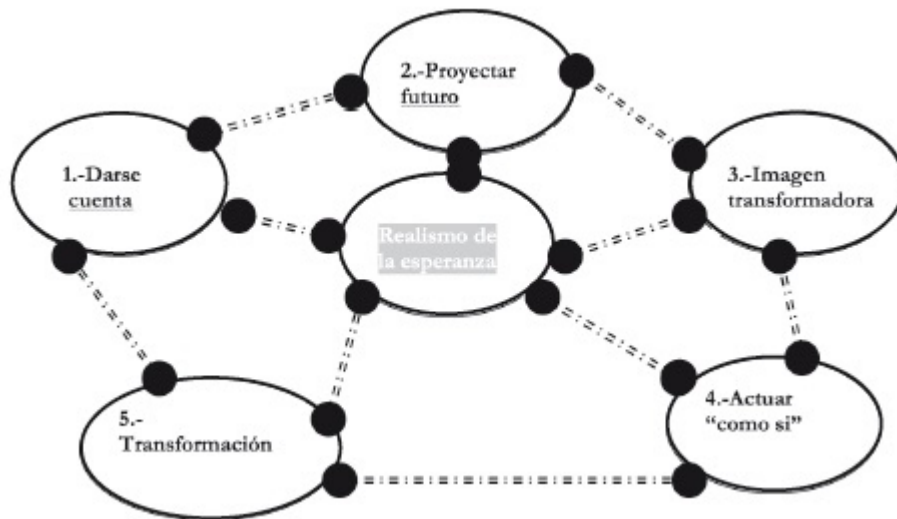 2.-Proyectar
futuro
1.-Darse
cuenta
3.-Imagen
transformadora
Realismo de
la esperanza
5.-
Transformación
4.-Actuar
“como si”